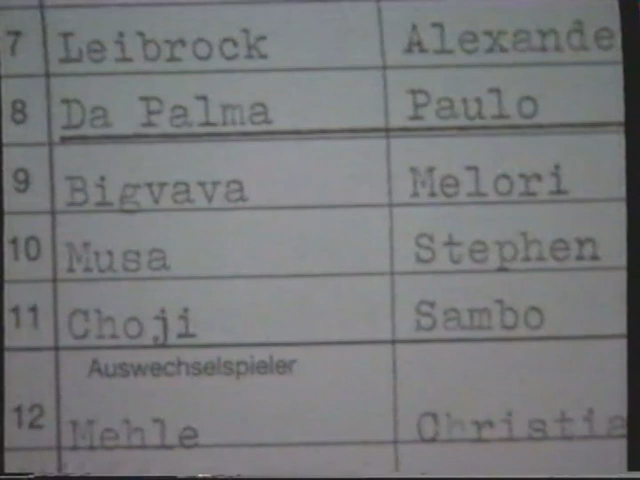 7 Leibrock Alexande
8 Da Palma Paulo
9 Bigvava Melori
10 Musa Stephen
11 Choji Sambo
Auswechselspieler
12 Mehle Christia